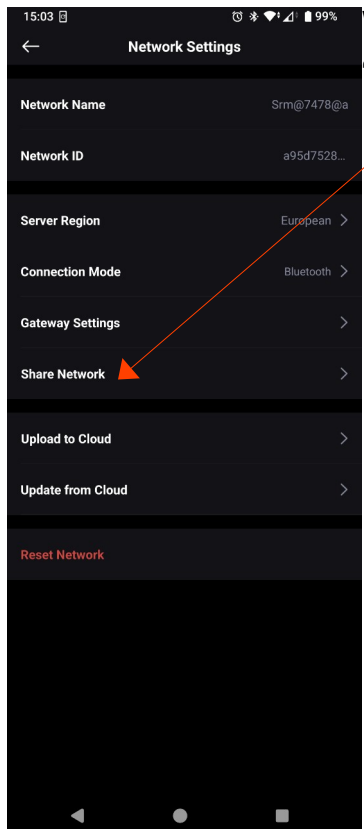 15:03 99%
Network Settings
Network Name Srm@7478@a
Network ID a95d7528...
Server Region European
Connection Mode Bluetooth
Gateway Settings
Share Network
Upload to Cloud
Update from Cloud
Reset Network